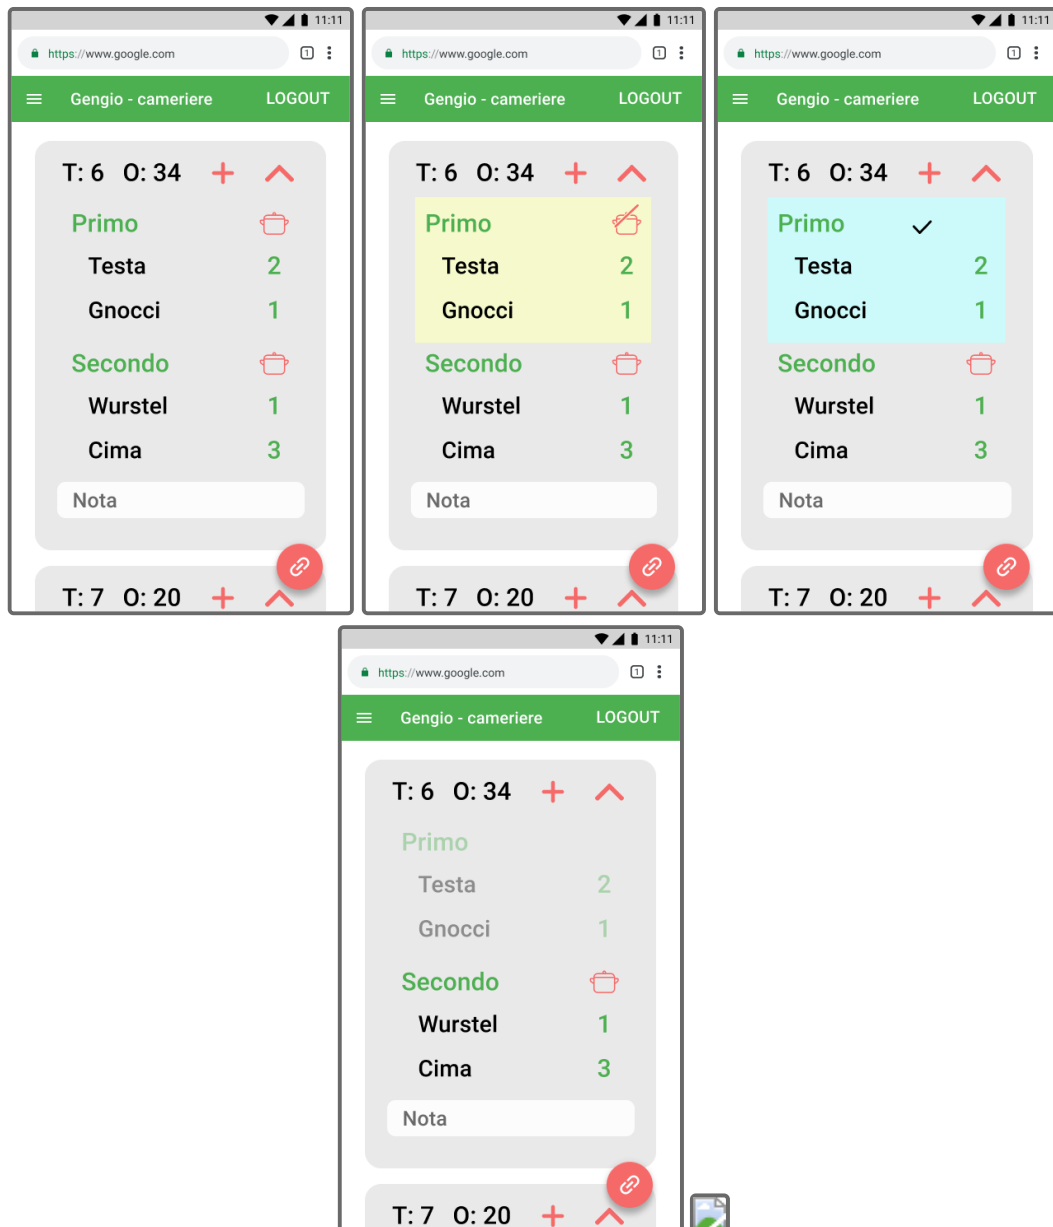 11:11
https://www.google.com 1
Gengio - cameriere LOGOUT
T: 6 O: 34
Primo
Testa 2
Gnocci 1
Secondo
Wurstel 1
Cima 3
Nota
T: 7 O: 20
11:11
https://www.google.com 1
Gengio - cameriere LOGOUT
T: 6 O: 34
Primo
Testa 2
Gnocci 1
Secondo
Wurstel 1
Cima 3
Nota
T: 7 O: 20
11:11
https://www.google.com 1
Gengio - cameriere LOGOUT
T: 6 O: 34
Primo
Testa 2
Gnocci 1
Secondo
Wurstel 1
Cima 3
Nota
T: 7 O: 20
11:11
https://www.google.com 1
Gengio - cameriere LOGOUT
T: 6 O: 34
Primo
Testa 2
Gnocci 1
Secondo
Wurstel 1
Cima 3
Nota
T: 7 O: 20